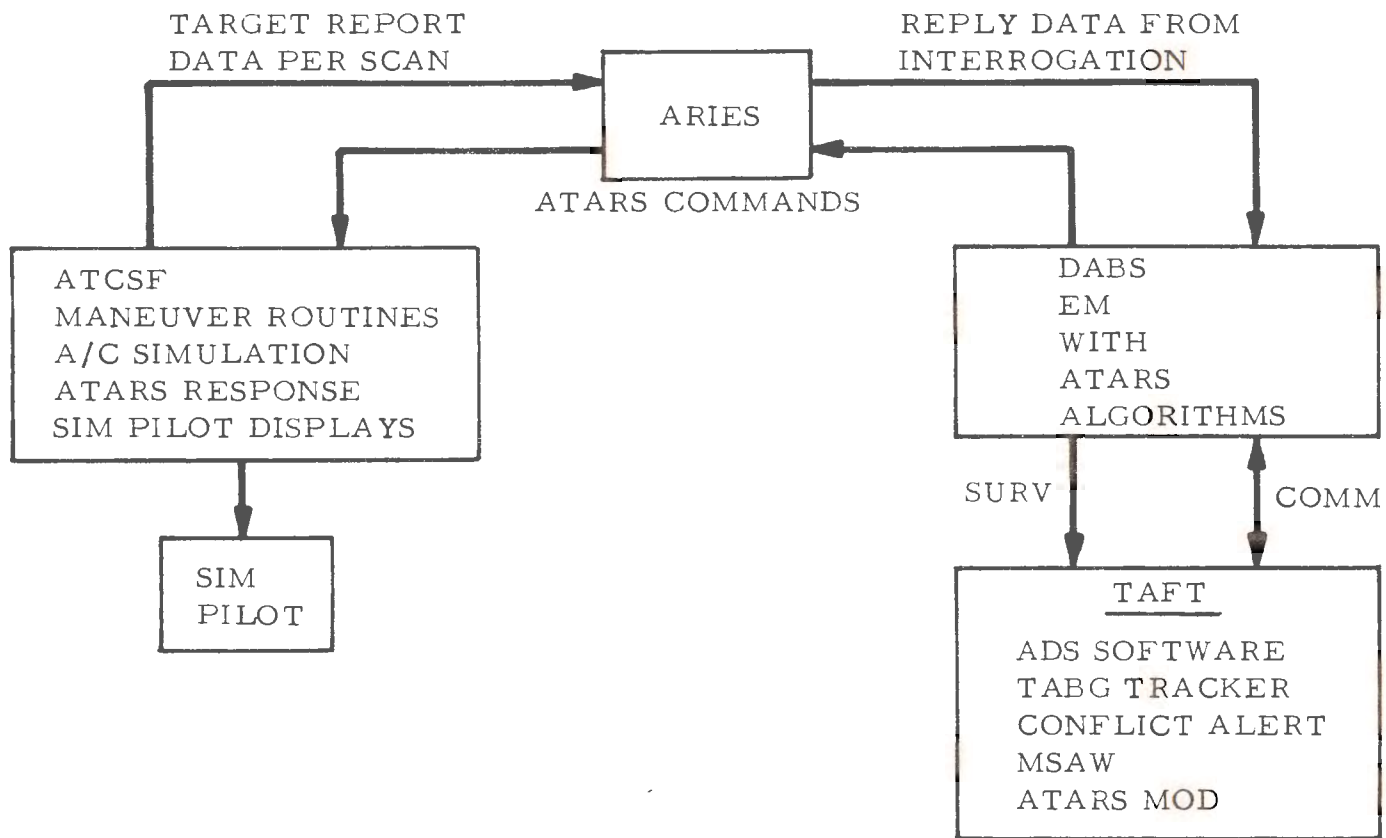 TARGET REPORT
DATA PER SCAN
REPLY DATA FROM
INTERROGATION
ARIES
ATARS COMMANDS
ATCSF
MANEUVER ROUTINES
A/C SIMULATION
ATARS RESPONSE
SIM PILOT DISPLAYS
DABS
EM
WITH
ATARS
ALGORITHMS
SURV
COMM
SIM
PILOT
TAFT
ADS SOFTWARE
TABG TRACKER
CONFLICT ALERT
MSAW
ATARS MOD